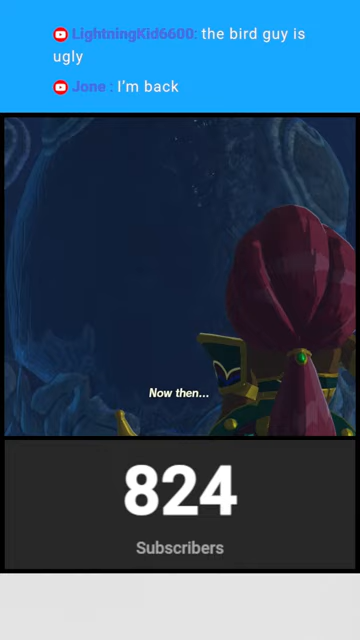 LightningKid6600: the bird guy is
ugly
Jone : I'm back
Now then...
824
Subscribers